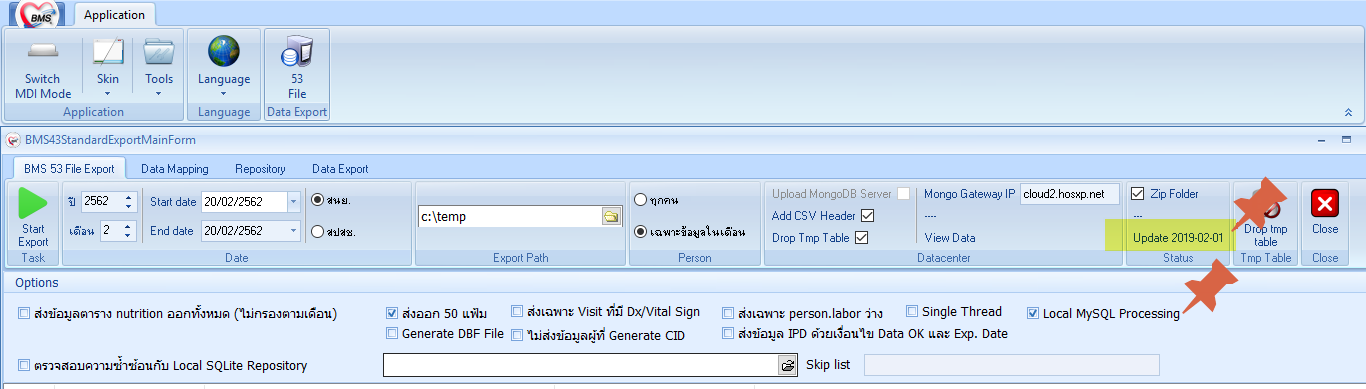 BMS
Application
Switch
MDI Mode
Skin
Tools
Language
53
File
Application
Language
Data Export
BMS43StandardExportMainForm
BMS 53 File Export
Data Mapping
Repository
Data Export
Start
Export
ปี 2562
เดือน 2
Start date 20/02/2562
End date 20/02/2562
สนย.
สปสช.
c:\temp
ทุกคน
เฉพาะข้อมูลในเดือน
Upload MongoDB Server
Add CSV Header
Drop Tmp Table
Mongo Gateway IP cloud2.hosxp.net
----
View Data
Zip Folder
---
Update 2019-02-01
Drop tmp
table
Close
Task
Date
Export Path
Person
Datacenter
Status
Tmp Table
Close
Options
ส่งข้อมูลตาราง nutrition ออกทั้งหมด (ไม่กรองตามเดือน)
ส่งออก 50 แฟ้ม
ส่งเฉพาะ Visit ที่มี Dx/Vital Sign
ส่งเฉพาะ person.labor ว่าง
Single Thread
Local MySQL Processing
Generate DBF File
ไม่ส่งข้อมูลผู้ที่ Generate CID
ส่งข้อมูล IPD ด้วยเงื่อนไข Data OK และ Exp. Date
ตรวจสอบความซ้ำซ้อนกับ Local SQLite Repository
Skip list